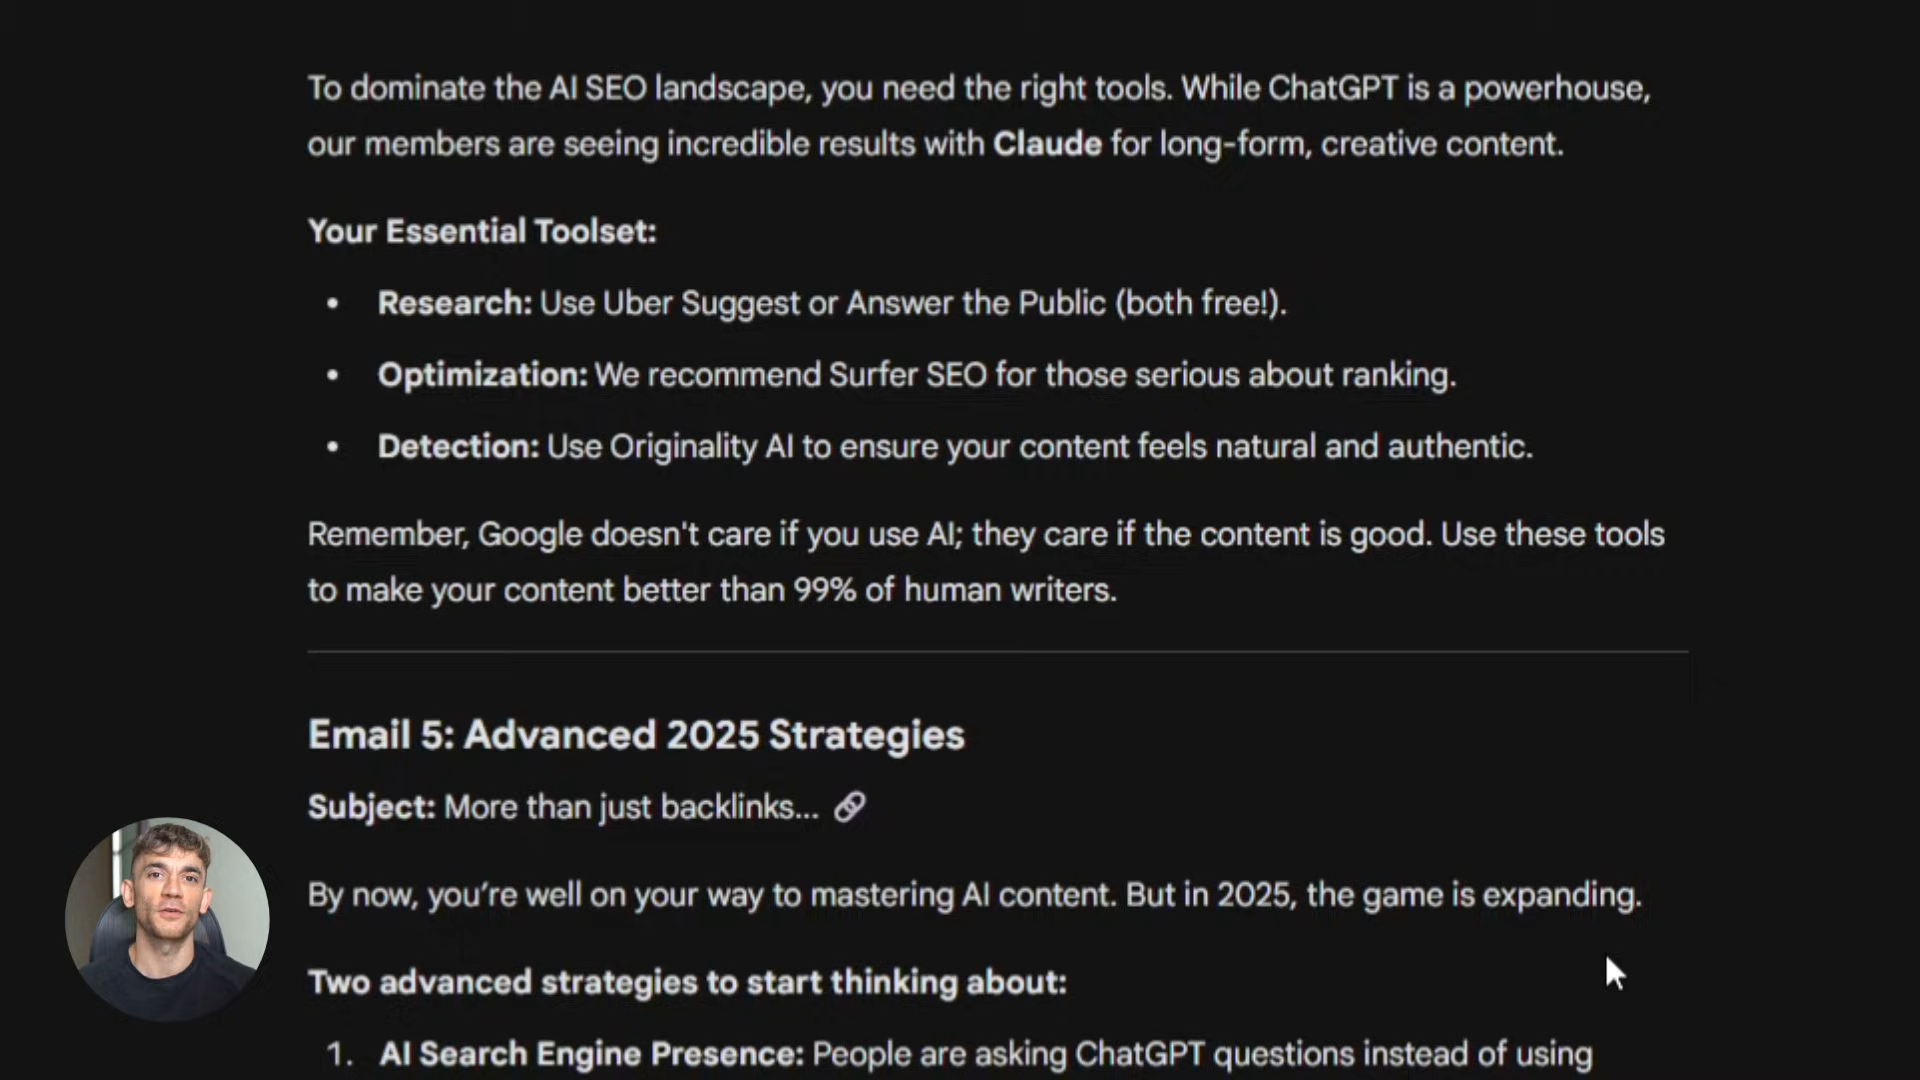 To dominate the AI SEO landscape, you need the right tools. While ChatGPT is a powerhouse,
our members are seeing incredible results with Claude for long-form, creative content.
Your Essential Toolset:
• Research: Use Uber Suggest or Answer the Public (both free!).
• Optimization: We recommend Surfer SEO for those serious about ranking.
• Detection: Use Originality AI to ensure your content feels natural and authentic.
Remember, Google doesn't care if you use AI; they care if the content is good. Use these tools
to make your content better than 99% of human writers.
Email 5: Advanced 2025 Strategies
Subject: More than just backlinks... 🔗
By now, you’re well on your way to mastering AI content. But in 2025, the game is expanding.
Two advanced strategies to start thinking about:
1. AI Search Engine Presence: People are asking ChatGPT questions instead of using